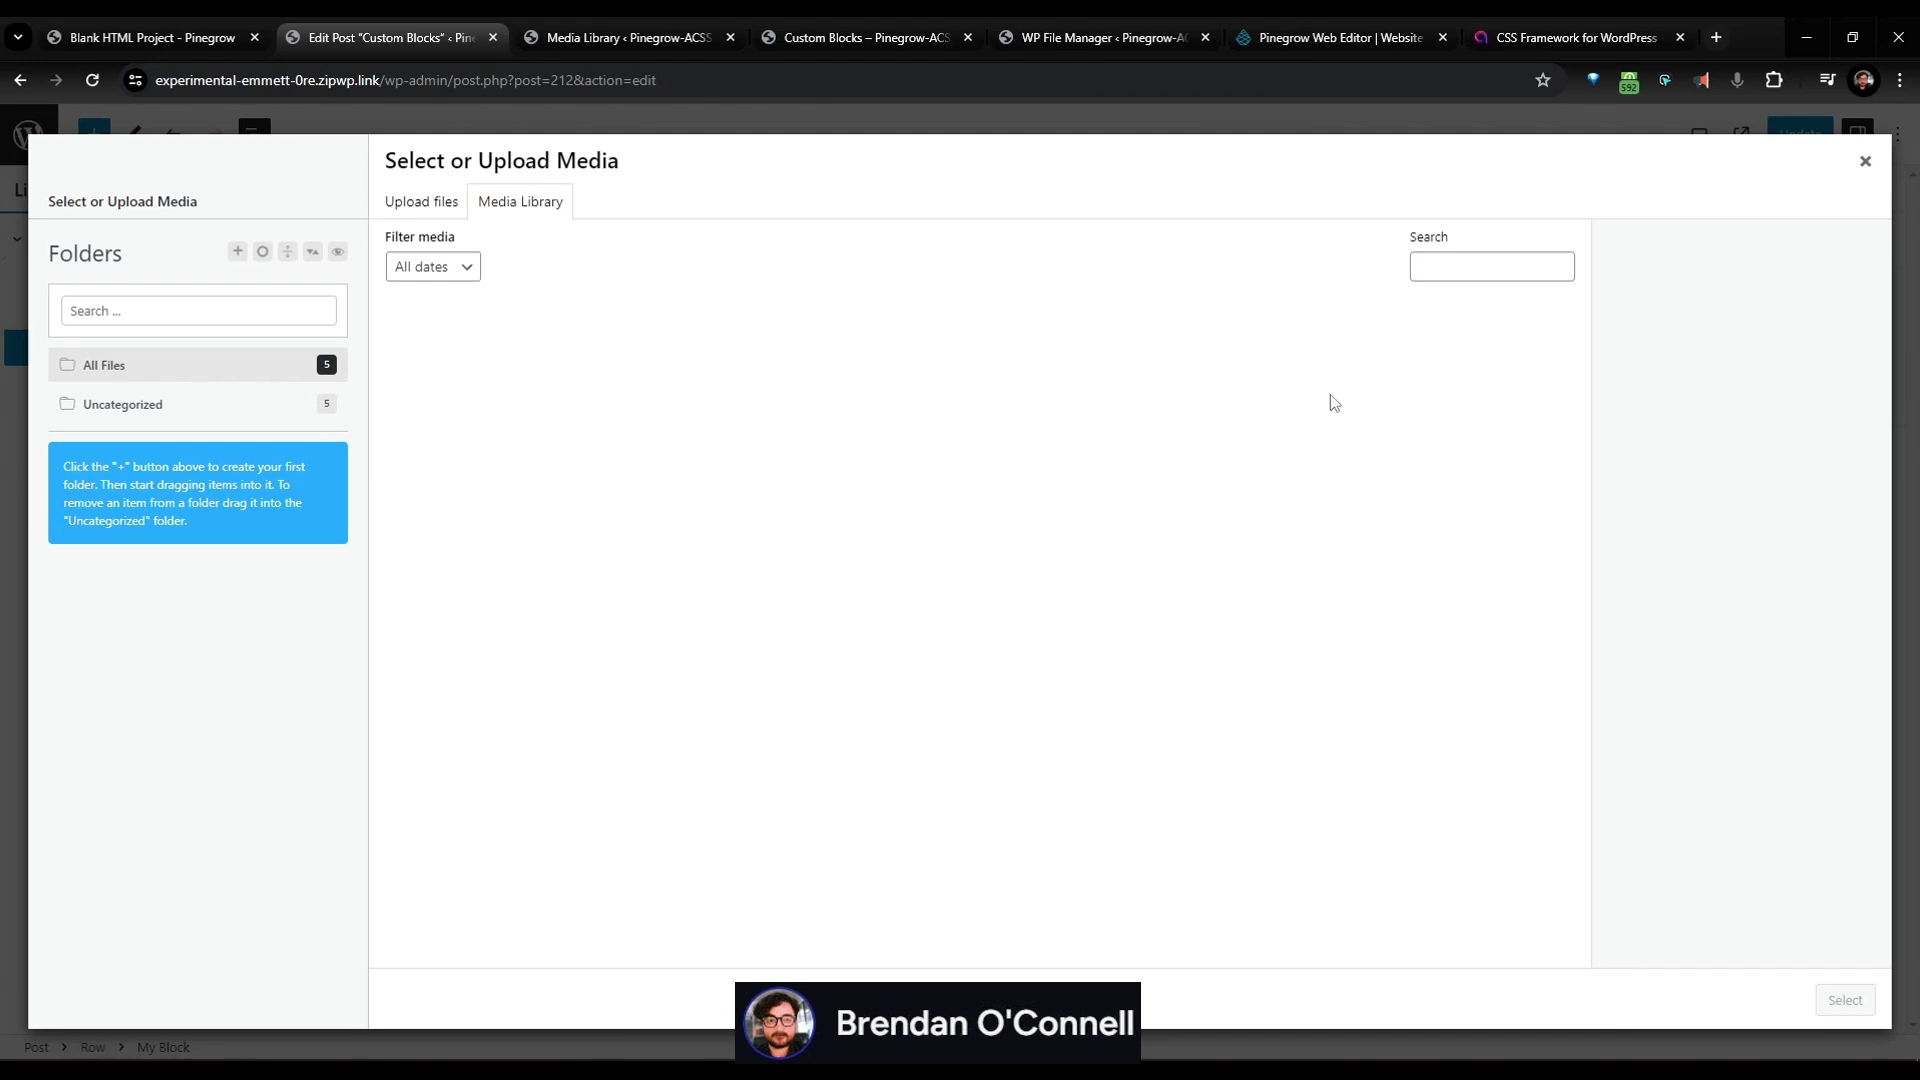 Blank HTML Project - Pinegrow
Edit Post “Custom Blocks” ‹ Pin
Media Library ‹ Pinegrow-ACSS
Custom Blocks – Pinegrow-ACS
WP File Manager ‹ Pinegrow-AC
Pinegrow Web Editor | Website
CSS Framework for WordPress
experimental-emmett-0re.zipwp.link/wp-admin/post.php?post=212&action=edit
592
Update
Select or Upload Media
Li
Select or Upload Media
Upload files
Media Library
Folders
Filter media
Search
All dates
Search ...
All Files
5
Uncategorized
5
Click the "+" button above to create your first
folder. Then start dragging items into it. To
remove an item from a folder drag it into the
"Uncategorized" folder.
Select
Brendan O'Connell
Post
Row
My Block